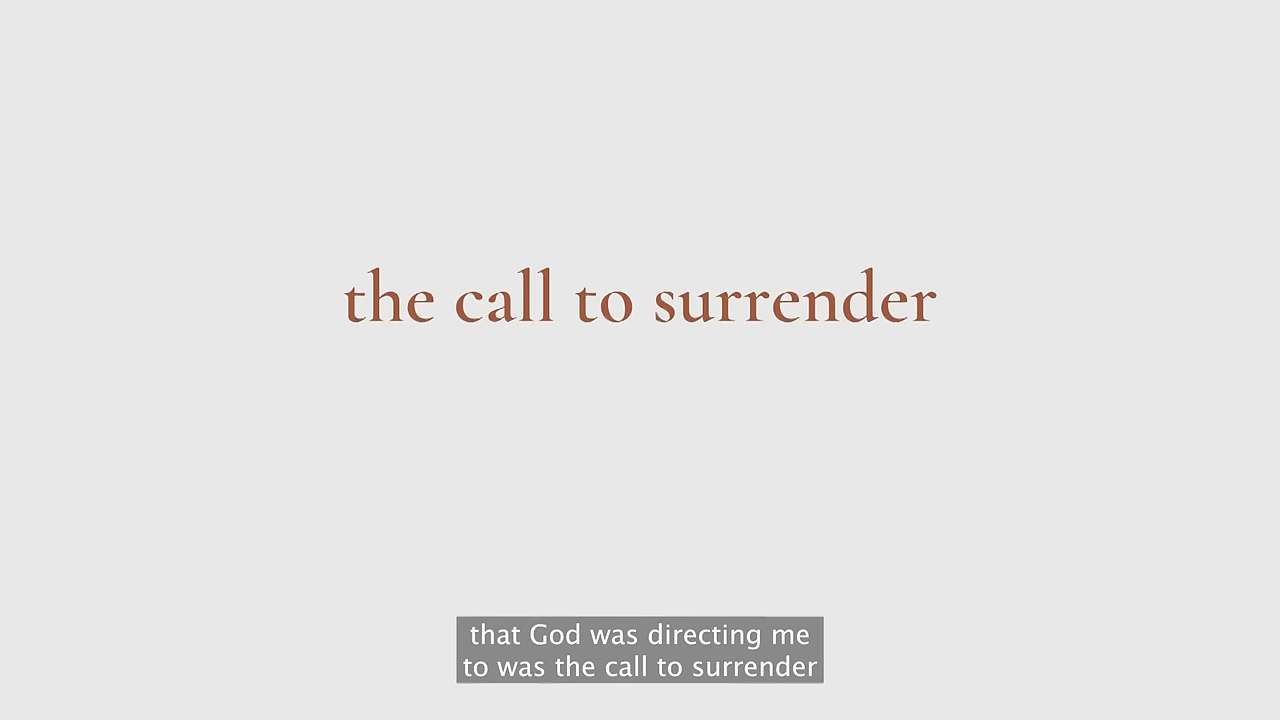 the call to surrender
that God was directing me
to was the call to surrender